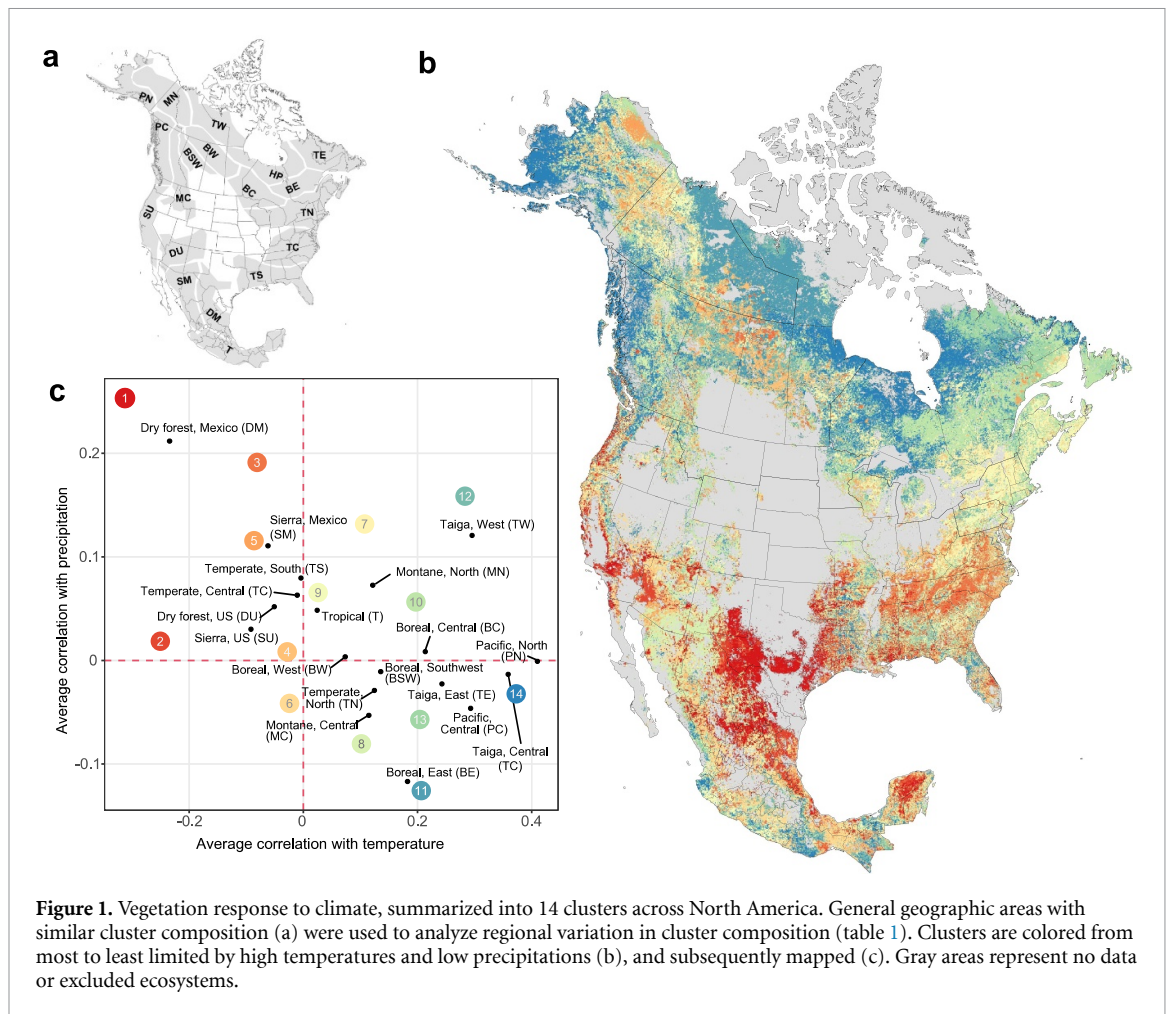 a
b
PN
MN
PC
TW
BW
BSW
TE
HP
BE
BC
MC
SU
TN
TC
DU
TS
SM
DM
T
c
1
Dry forest, Mexico (DM)
0.2
3
12
Sierra, Mexico
(SM)
7
Taiga, West (TW)
5
0.1
Temperate, South (TS)
Montane, North (MN)
Temperate, Central (TC)
9
10
Dry forest, US (DU)
Tropical (T)
Sierra, US (SU)
Boreal, Central (BC)
2
Pacific, North
(PN)
4
0
Boreal, West (BW)
Boreal, Southwest
(BSW)
Temperate,
North (TN)
Taiga, East (TE)
14
6
Montane, Central
(MC)
13
Pacific,
Central (PC)
8
Taiga, Central
(TC)
-0.1
Boreal, East (BE)
11
-0.2
0
0.2
0.4
Average correlation with precipitation
Average correlation with temperature
Figure 1. Vegetation response to climate, summarized into 14 clusters across North America. General geographic areas with
similar cluster composition (a) were used to analyze regional variation in cluster composition (table 1). Clusters are colored from
most to least limited by high temperatures and low precipitations (b), and subsequently mapped (c). Gray areas represent no data
or excluded ecosystems.